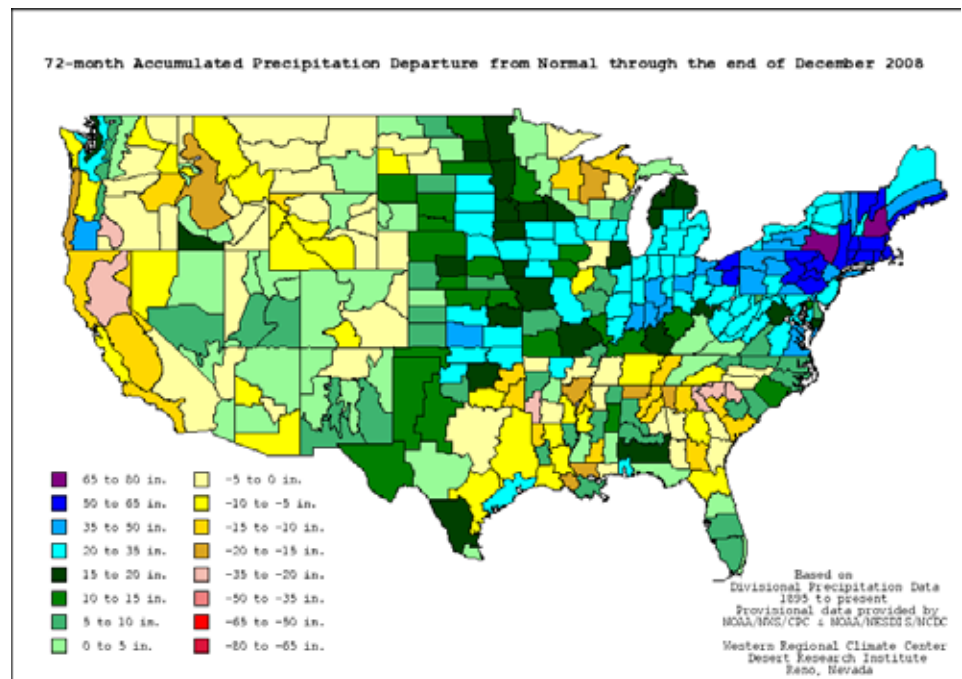 72-month Accumulated Precipitation Departure from Normal through the end of December 2008
65 to 80 in.
50 to 65 in.
35 to 50 in.
20 to 35 in.
15 to 20 in.
10 to 15 in.
5 to 10 in.
0 to 5 in.
-5 to 0 in.
-10 to -5 in.
-15 to -10 in.
-20 to -15 in.
-35 to -20 in.
-50 to -35 in.
-65 to -50 in.
-80 to -65 in.
Based on
Divisional Precipitation Data
1895 to present
Provisional data provided by
NOAA/NWS/CPC & NOAA/NESDIS/NCDC
Western Regional Climate Center
Desert Research Institute
Reno, Nevada